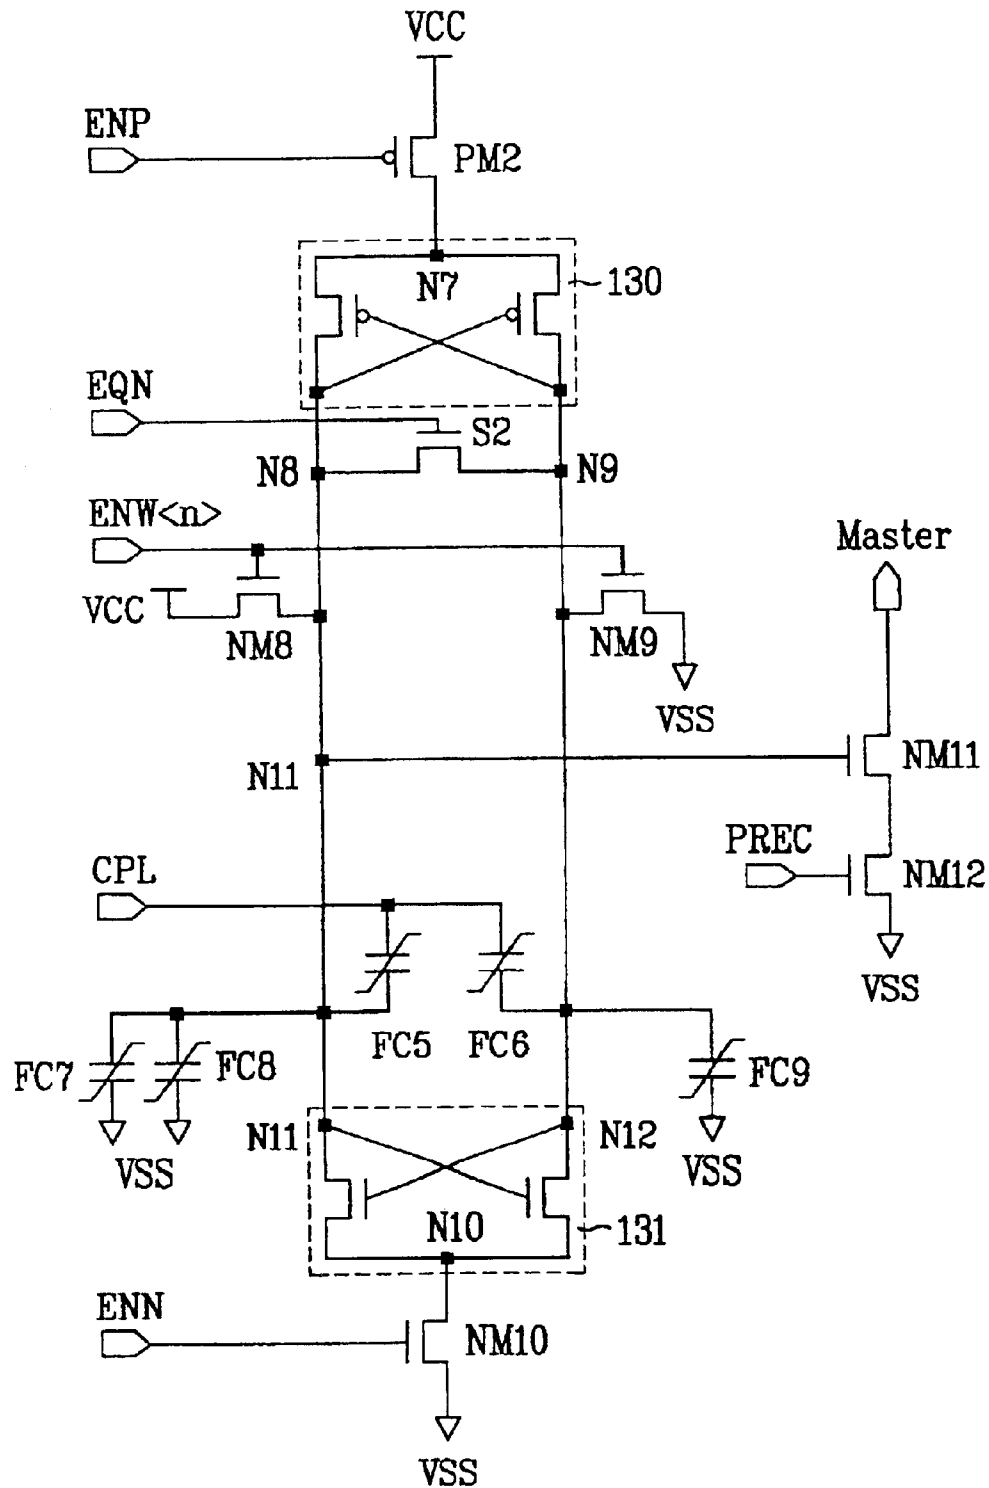 VCC
ENP
PM2
N7
130
EQN
S2
N8
N9
ENW<n>
Master
VCC
NM8
NM9
VSS
N11
NM11
PREC
CPL
NM12
VSS
FC5
FC6
FC7
FC8
FC9
N11
N12
VSS
VSS
N10
131
ENN
NM10
VSS